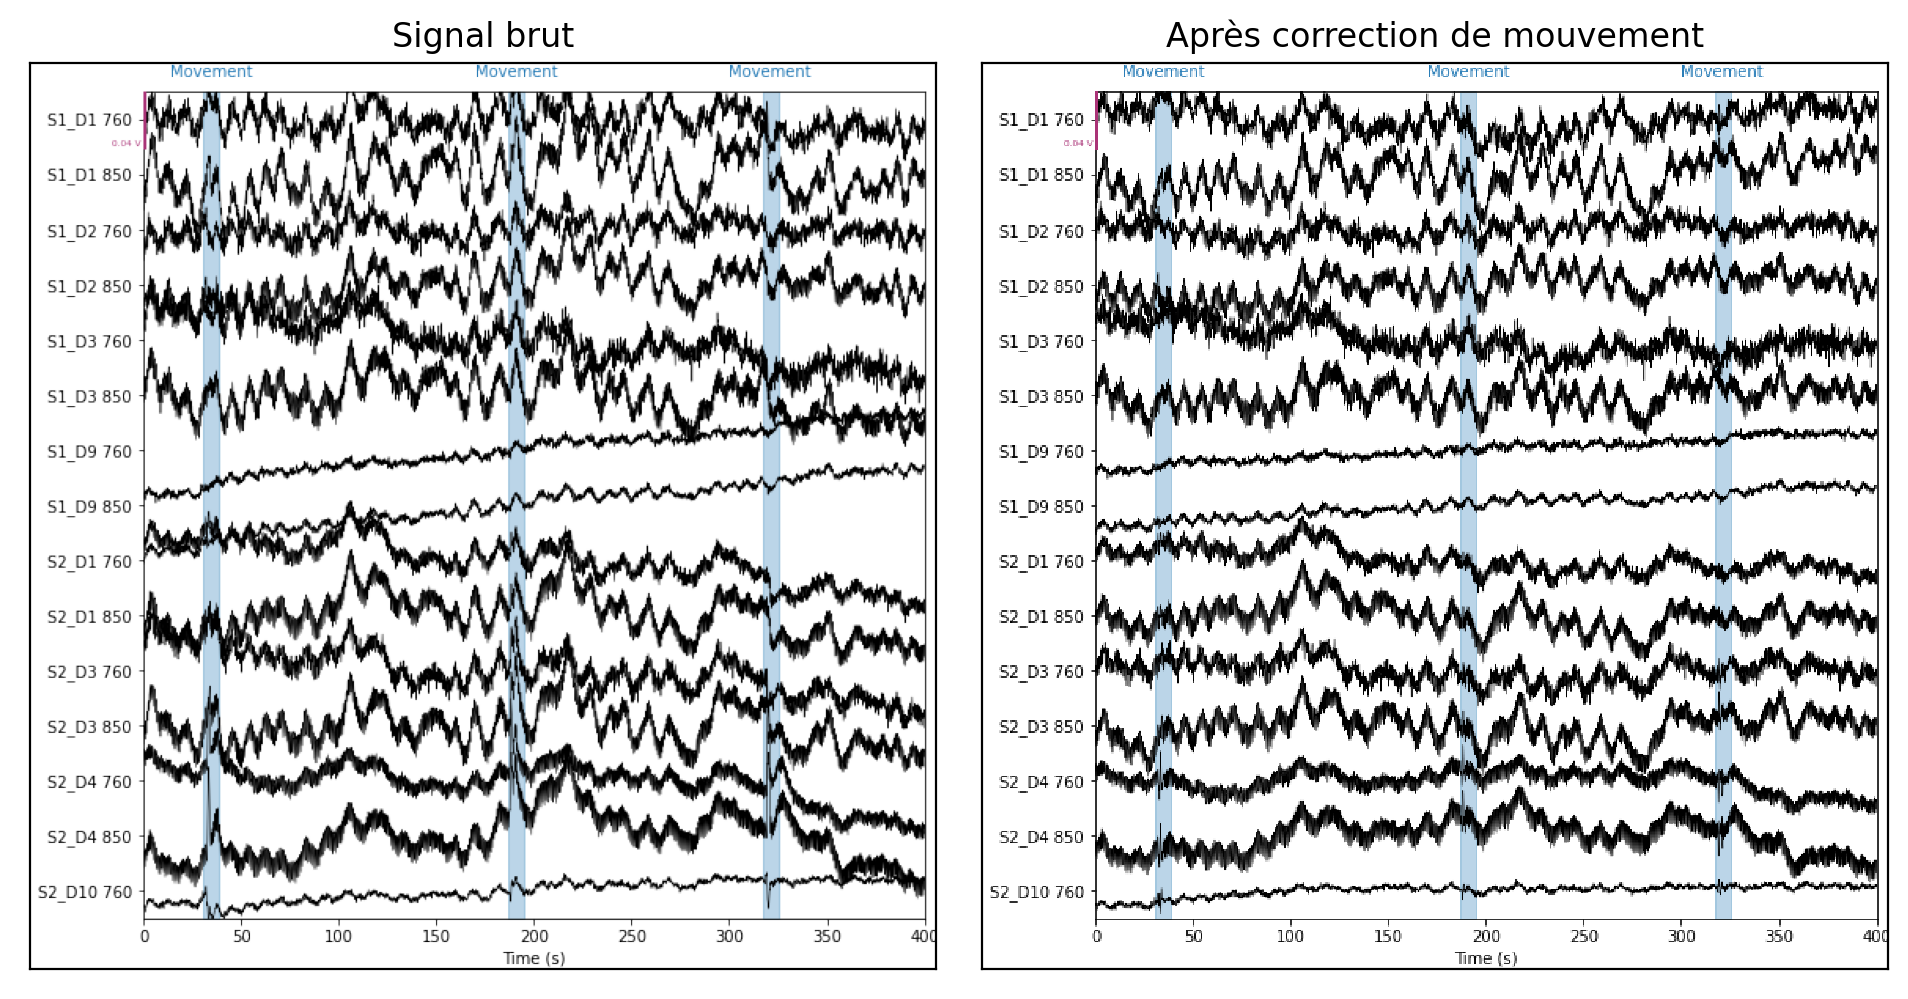 Signal brut
Movement Movement Movement
S1_D1 760
0.04 V
S1_D1 850
S1_D2 760
S1_D2 850
S1_D3 760
S1_D3 850
S1_D9 760
S1_D9 850
S2_D1 760
S2_D1 850
S2_D3 760
S2_D3 850
S2_D4 760
S2_D4 850
S2_D10 760
0 50 100 150 200 250 300 350 400
Time (s)
Après correction de mouvement
Movement Movement Movement
S1_D1 760
0.04 V
S1_D1 850
S1_D2 760
S1_D2 850
S1_D3 760
S1_D3 850
S1_D9 760
S1_D9 850
S2_D1 760
S2_D1 850
S2_D3 760
S2_D3 850
S2_D4 760
S2_D4 850
S2_D10 760
0 50 100 150 200 250 300 350 400
Time (s)